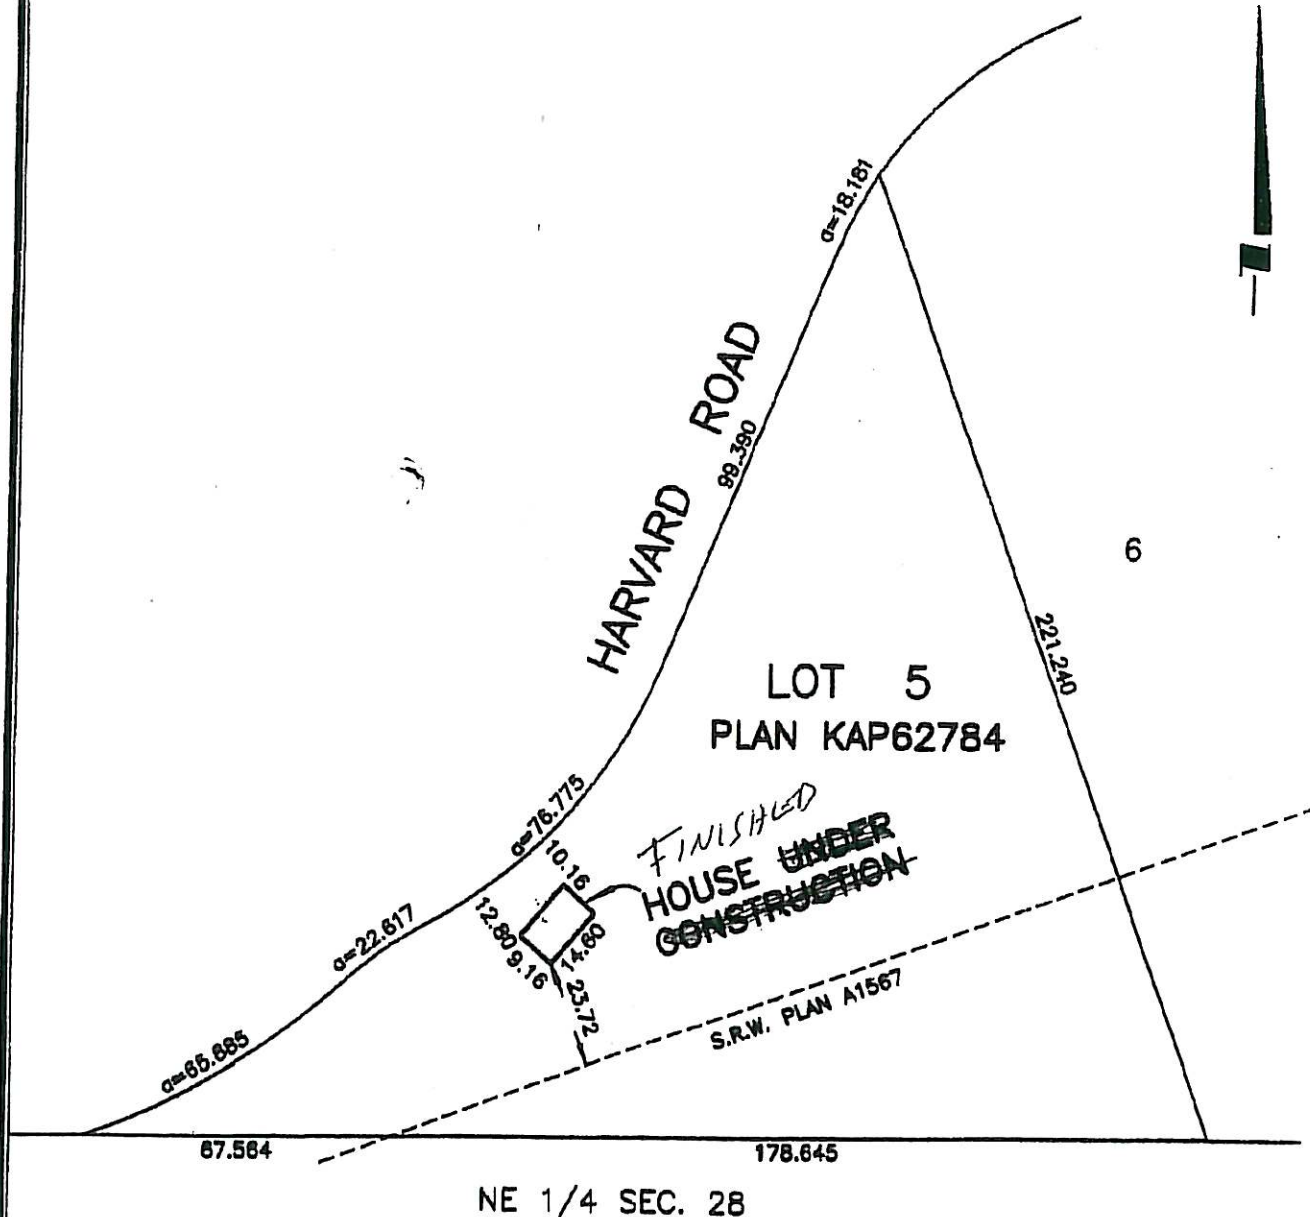 a=18.181
HARVARD ROAD
99.390
6
221.240
LOT 5
PLAN KAP62784
a=76.775
FINISHED
HOUSE UNDER
CONSTRUCTION
10.16
12.80
9.16
14.60
23.72
a=22.617
a=65.685
S.R.W. PLAN A1567
67.564
178.645
NE 1/4 SEC. 28